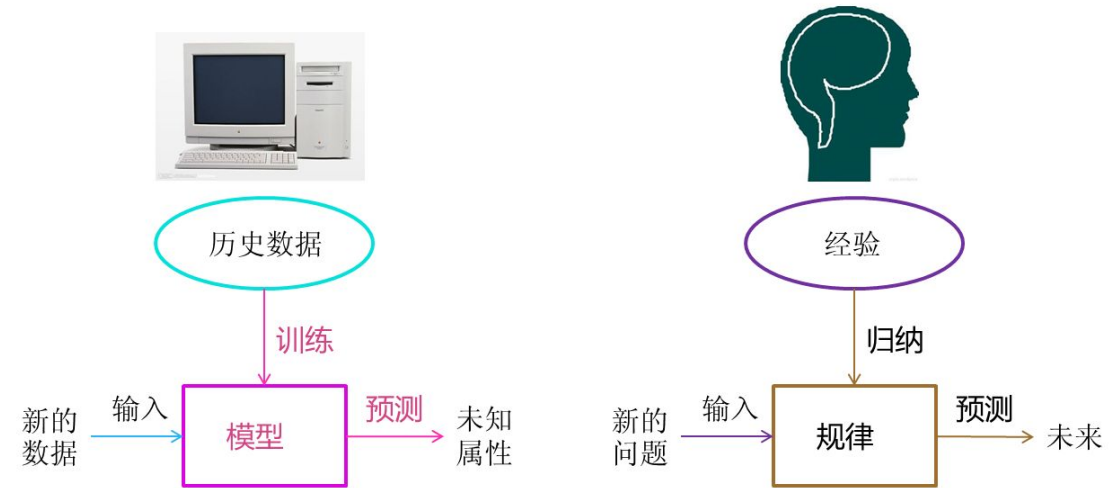 历史数据
训练
新的
数据
输入
模型
预测
未知
属性
经验
归纳
新的
问题
输入
规律
预测
未来